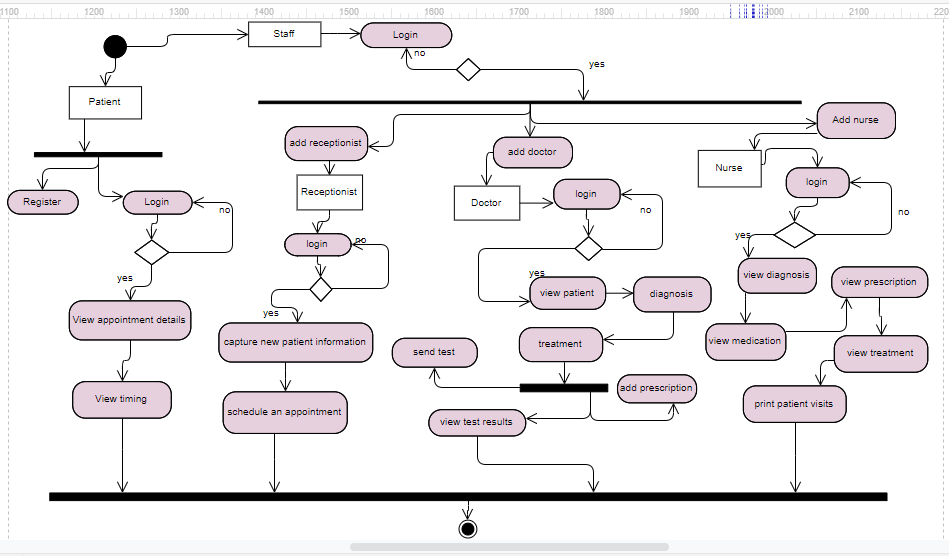 1100 1200 1300 1400 1500 1600 1700 1800 1900 2000 2100 220
Staff
Login
no
yes
Patient
add receptionist
add doctor
Add nurse
Nurse
Register
Login
no
Receptionist
Doctor
login
no
login
no
login
no
yes
yes
yes
yes
view patient
diagnosis
view diagnosis
view prescription
View appointment details
capture new patient information
send test
treatment
view medication
view treatment
View timing
schedule an appointment
add prescription
view test results
print patient visits